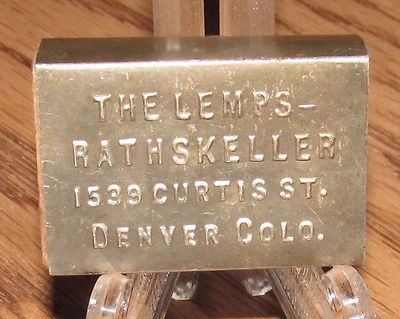 THE LEMPS-
RATHSKELLER
1539 CURTIS ST.
DENVER COLO.